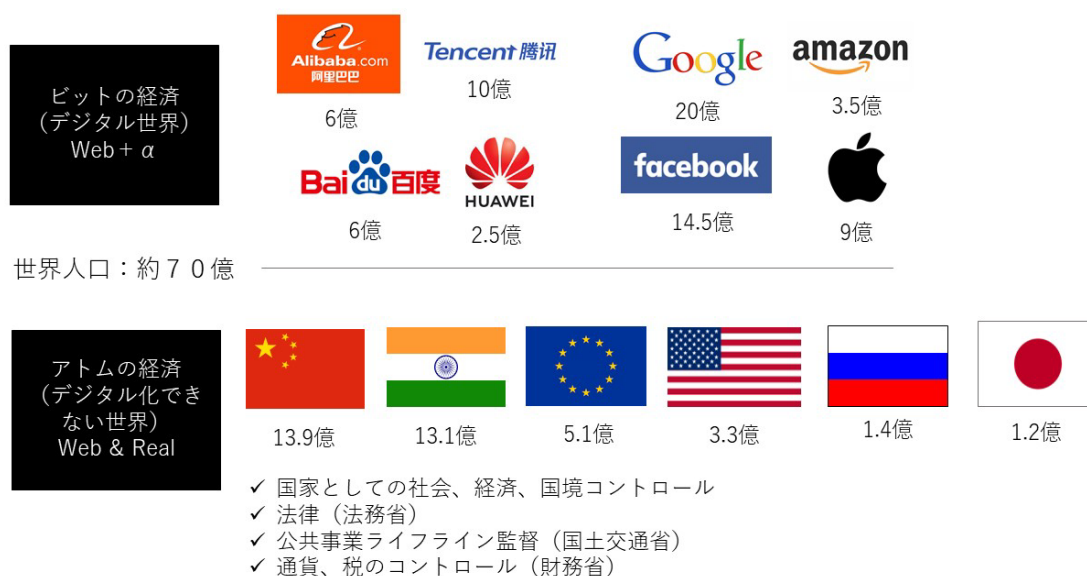 ビットの経済
（デジタル世界）
Web＋α
Alibaba.com
阿里巴巴
6億
Tencent 腾讯
10億
Google
20億
amazon
3.5億
Baidu百度
6億
HUAWEI
2.5億
facebook
14.5億
9億
世界人口：約７０億
アトムの経済
（デジタル化でき
ない世界）
Web & Real
13.9億
13.1億
5.1億
3.3億
1.4億
1.2億
✓ 国家としての社会、経済、国境コントロール
✓ 法律（法務省）
✓ 公共事業ライフライン監督（国土交通省）
✓ 通貨、税のコントロール（財務省）